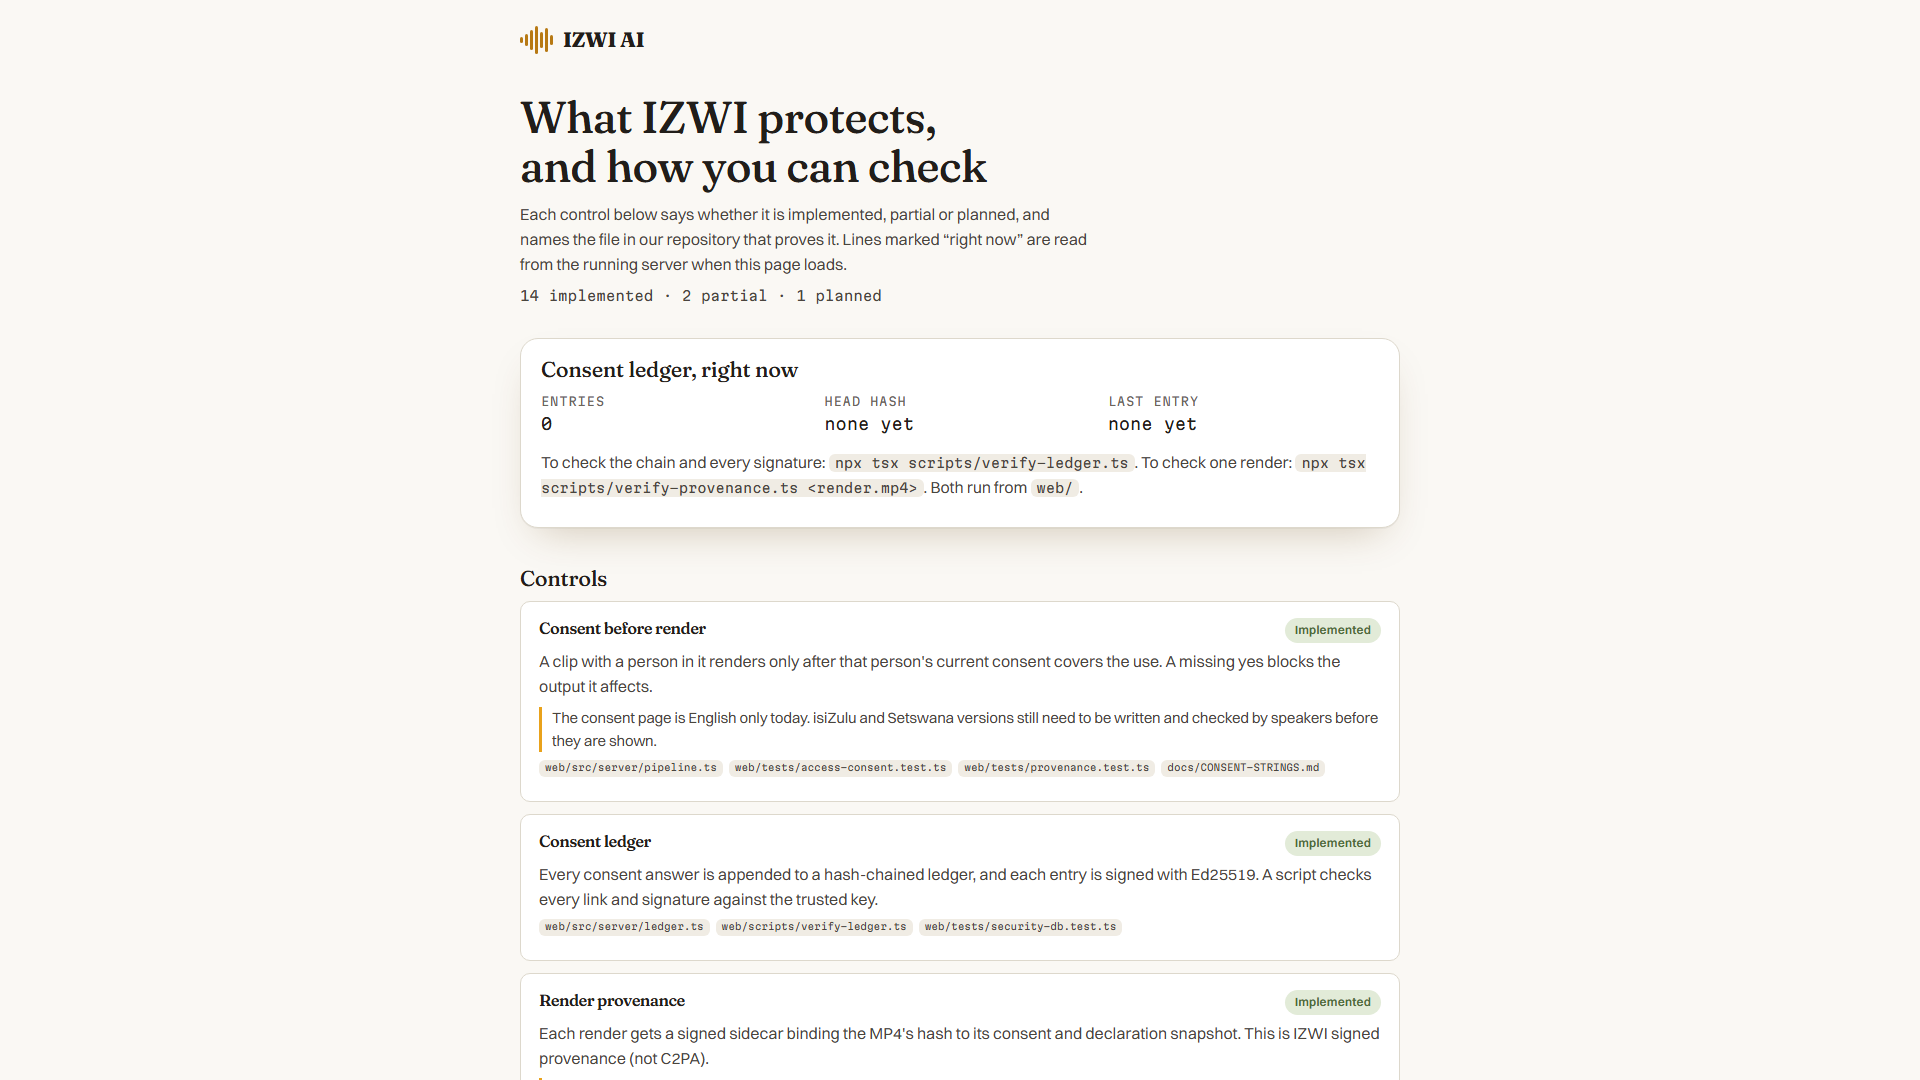 IZWI AI
What IZWI protects,
and how you can check
Each control below says whether it is implemented, partial or planned, and
names the file in our repository that proves it. Lines marked “right now” are read
from the running server when this page loads.
14 implemented · 2 partial · 1 planned
Consent ledger, right now
ENTRIES
0
HEAD HASH
none yet
LAST ENTRY
none yet
To check the chain and every signature: npx tsx scripts/verify-ledger.ts. To check one render: npx tsx
scripts/verify-provenance.ts <render.mp4>. Both run from web/.
Controls
Consent before render
Implemented
A clip with a person in it renders only after that person's current consent covers the use. A missing yes blocks the
output it affects.
The consent page is English only today. isiZulu and Setswana versions still need to be written and checked by speakers before
they are shown.
web/src/server/pipeline.ts web/tests/access-consent.test.ts web/tests/provenance.test.ts docs/CONSENT-STRINGS.md
Consent ledger
Implemented
Every consent answer is appended to a hash-chained ledger, and each entry is signed with Ed25519. A script checks
every link and signature against the trusted key.
web/src/server/ledger.ts web/scripts/verify-ledger.ts web/tests/security-db.test.ts
Render provenance
Implemented
Each render gets a signed sidecar binding the MP4's hash to its consent and declaration snapshot. This is IZWI signed
provenance (not C2PA).